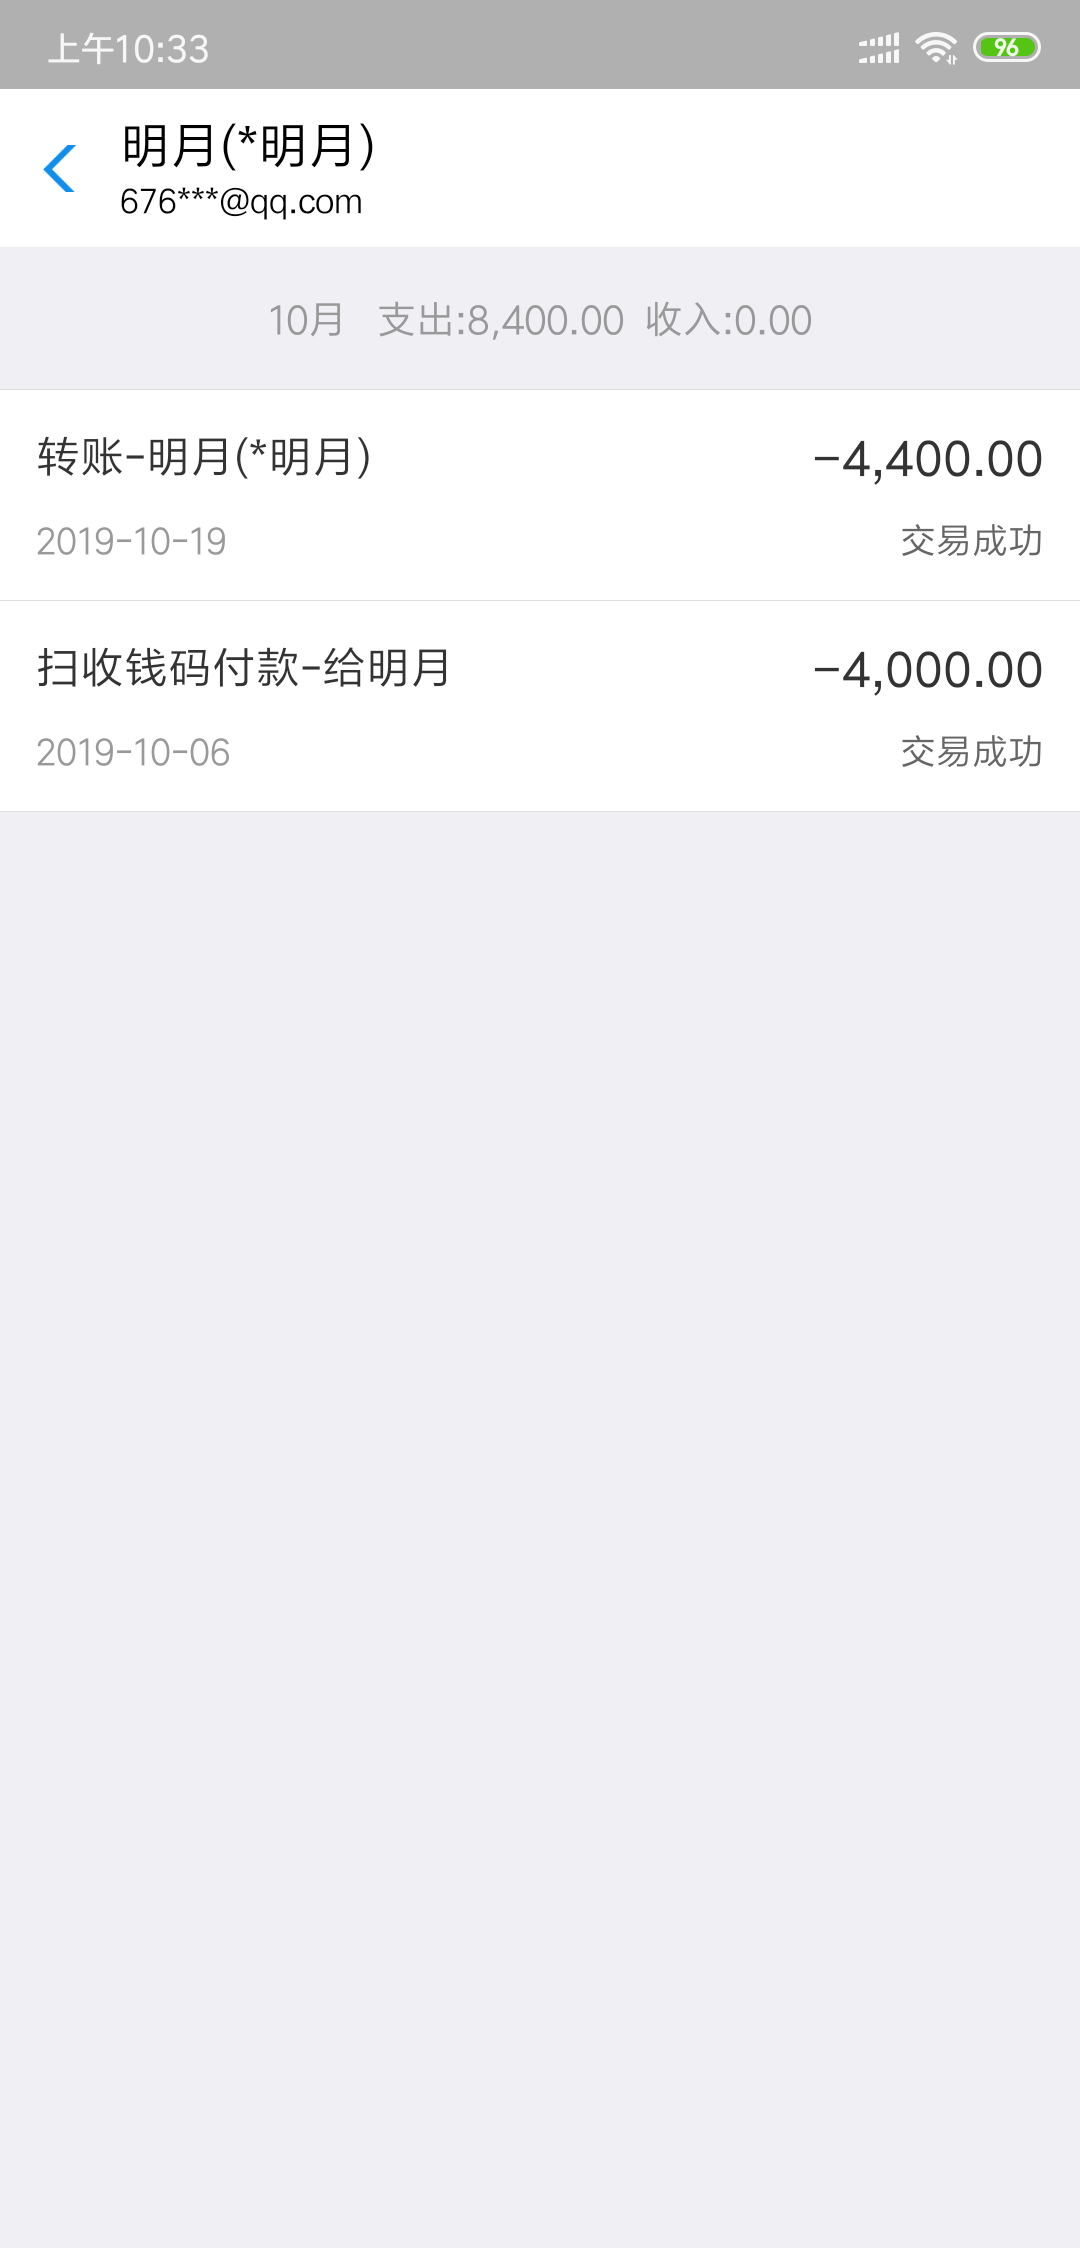 上午10:33
96
明月(*明月)
676***@qq.com
10月 支出:8,400.00 收入:0.00
转账-明月(*明月) -4,400.00
2019-10-19 交易成功
扫收钱码付款-给明月 -4,000.00
2019-10-06 交易成功